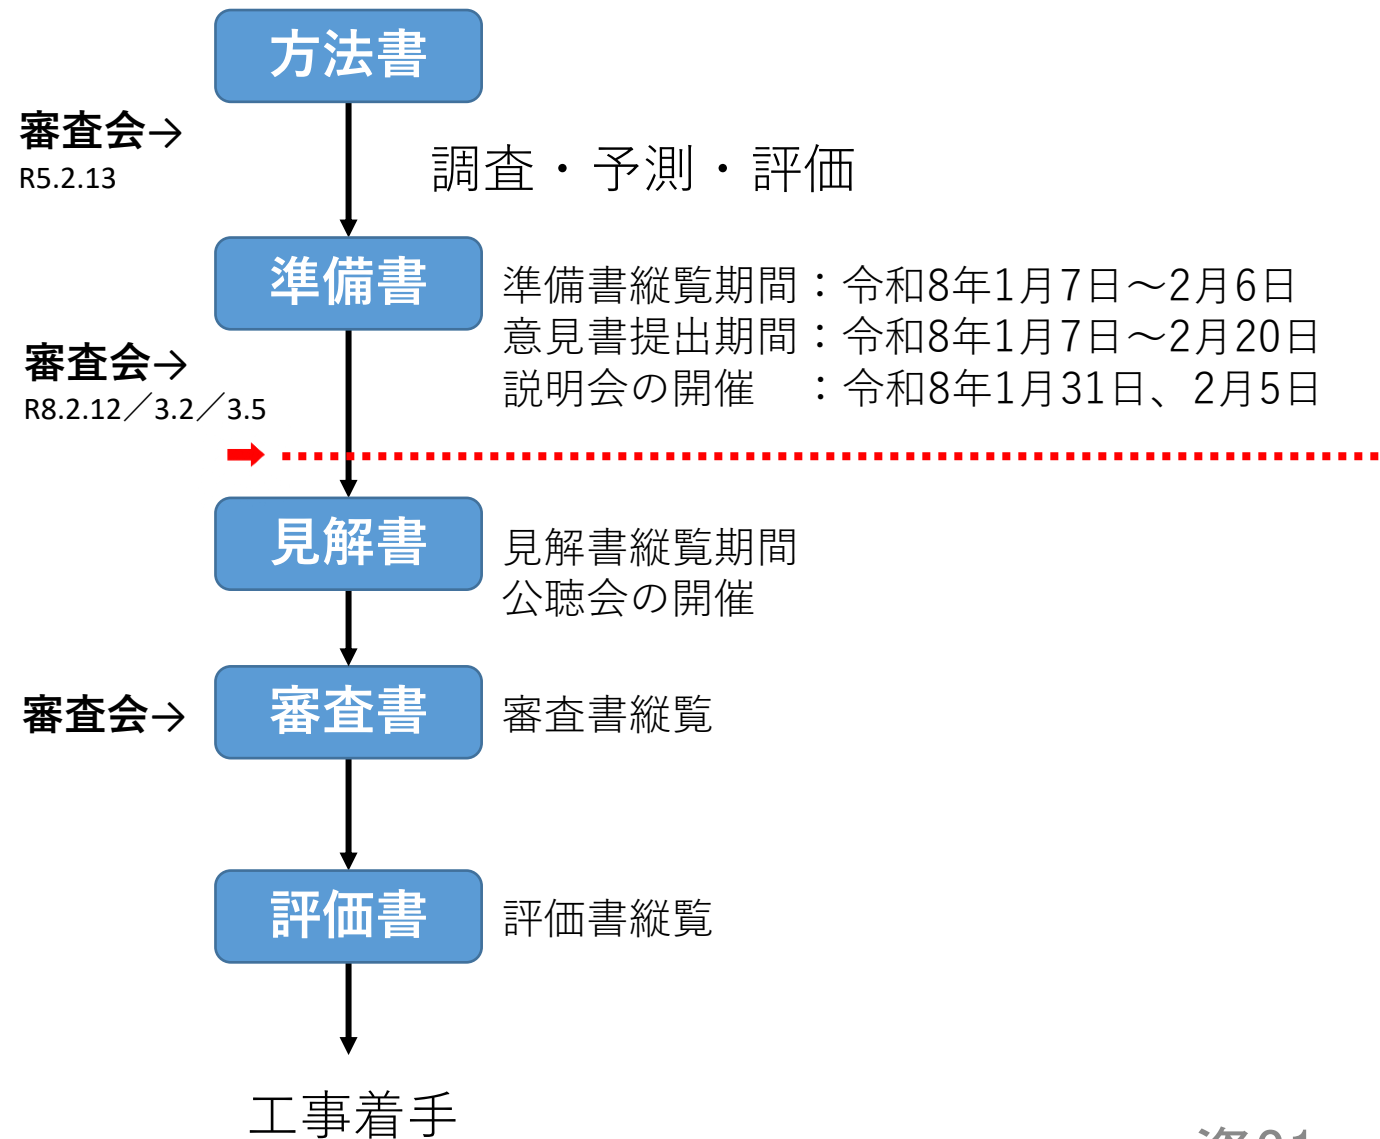 方法書
審査会→
R5.2.13
調査・予測・評価
準備書
準備書縦覧期間：令和8年1月7日～2月6日
意見書提出期間：令和8年1月7日～2月20日
説明会の開催　：令和8年1月31日、2月5日
審査会→
R8.2.12／3.2／3.5
見解書
見解書縦覧期間
公聴会の開催
審査会→
審査書
審査書縦覧
評価書
評価書縦覧
工事着手